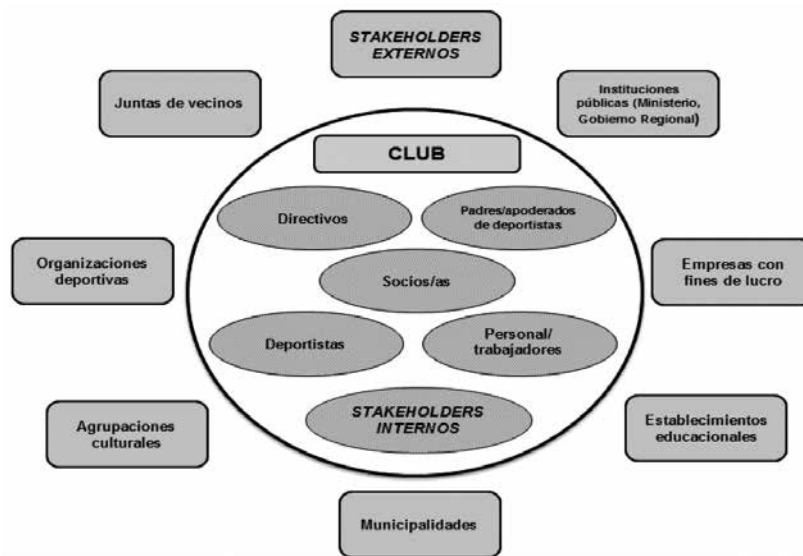 STAKEHOLDERS
EXTERNOS
Juntas de vecinos
Instituciones
públicas (Ministerio,
Gobierno Regional)
CLUB
Directivos
Padres/apoderados
de deportistas
Organizaciones
deportivas
Socios/as
Empresas con
fines de lucro
Deportistas
Personal/
trabajadores
Agrupaciones
culturales
STAKEHOLDERS
INTERNOS
Establecimientos
educacionales
Municipalidades